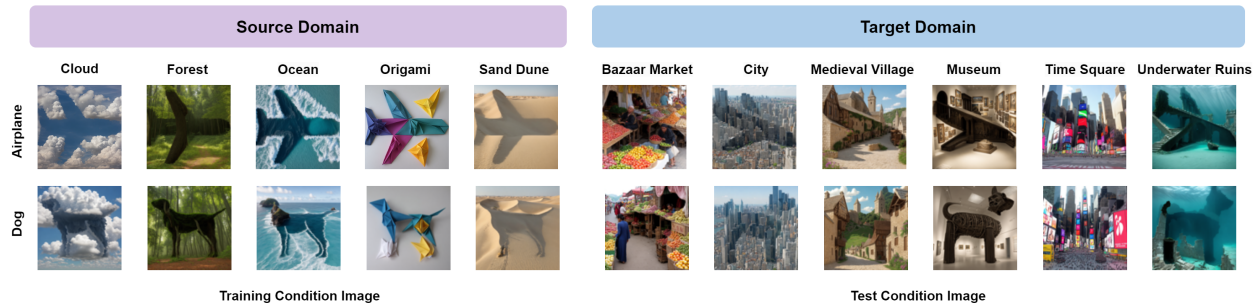 Source Domain
Target Domain
Cloud Forest Ocean Origami Sand Dune
Bazaar Market City Medieval Village Museum Time Square Underwater Ruins
Airplane
Dog
Training Condition Image
Test Condition Image